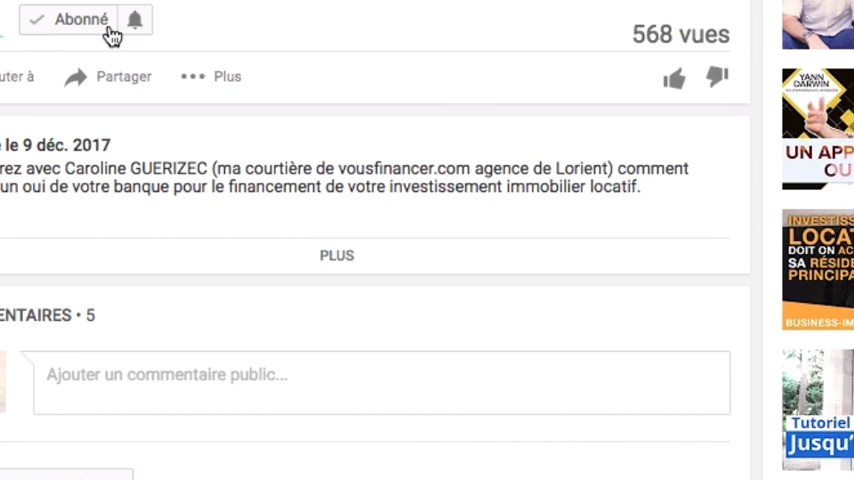 Abonné
568 vues
uter à
Partager
Plus
le 9 déc. 2017
rez avec Caroline GUERIZEC (ma courtière de vousfinancer.com agence de Lorient) comment
un oui de votre banque pour le financement de votre investissement immobilier locatif.
PLUS
ENTAIRES • 5
Ajouter un commentaire public...
YANN
DARWIN
UN APP
OU
INVESTISS
LOCAT
DOIT ON AC
SA RÉSIDE
PRINCIPA
BUSINESS-IM
Tutoriel
Jusqu'